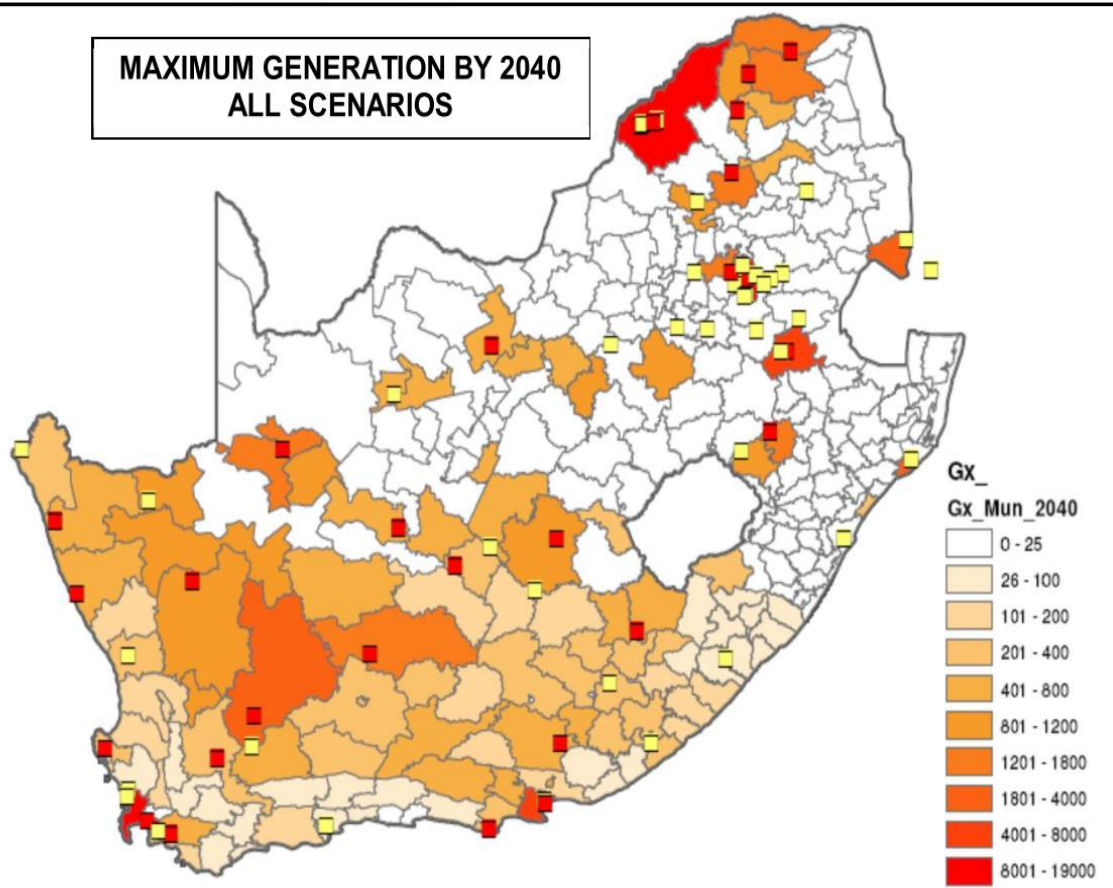 MAXIMUM GENERATION BY 2040
ALL SCENARIOS
Gx_
Gx_Mun_2040
0 - 25
26 - 100
101 - 200
201 - 400
401 - 800
801 - 1200
1201 - 1800
1801 - 4000
4001 - 8000
8001 - 19000